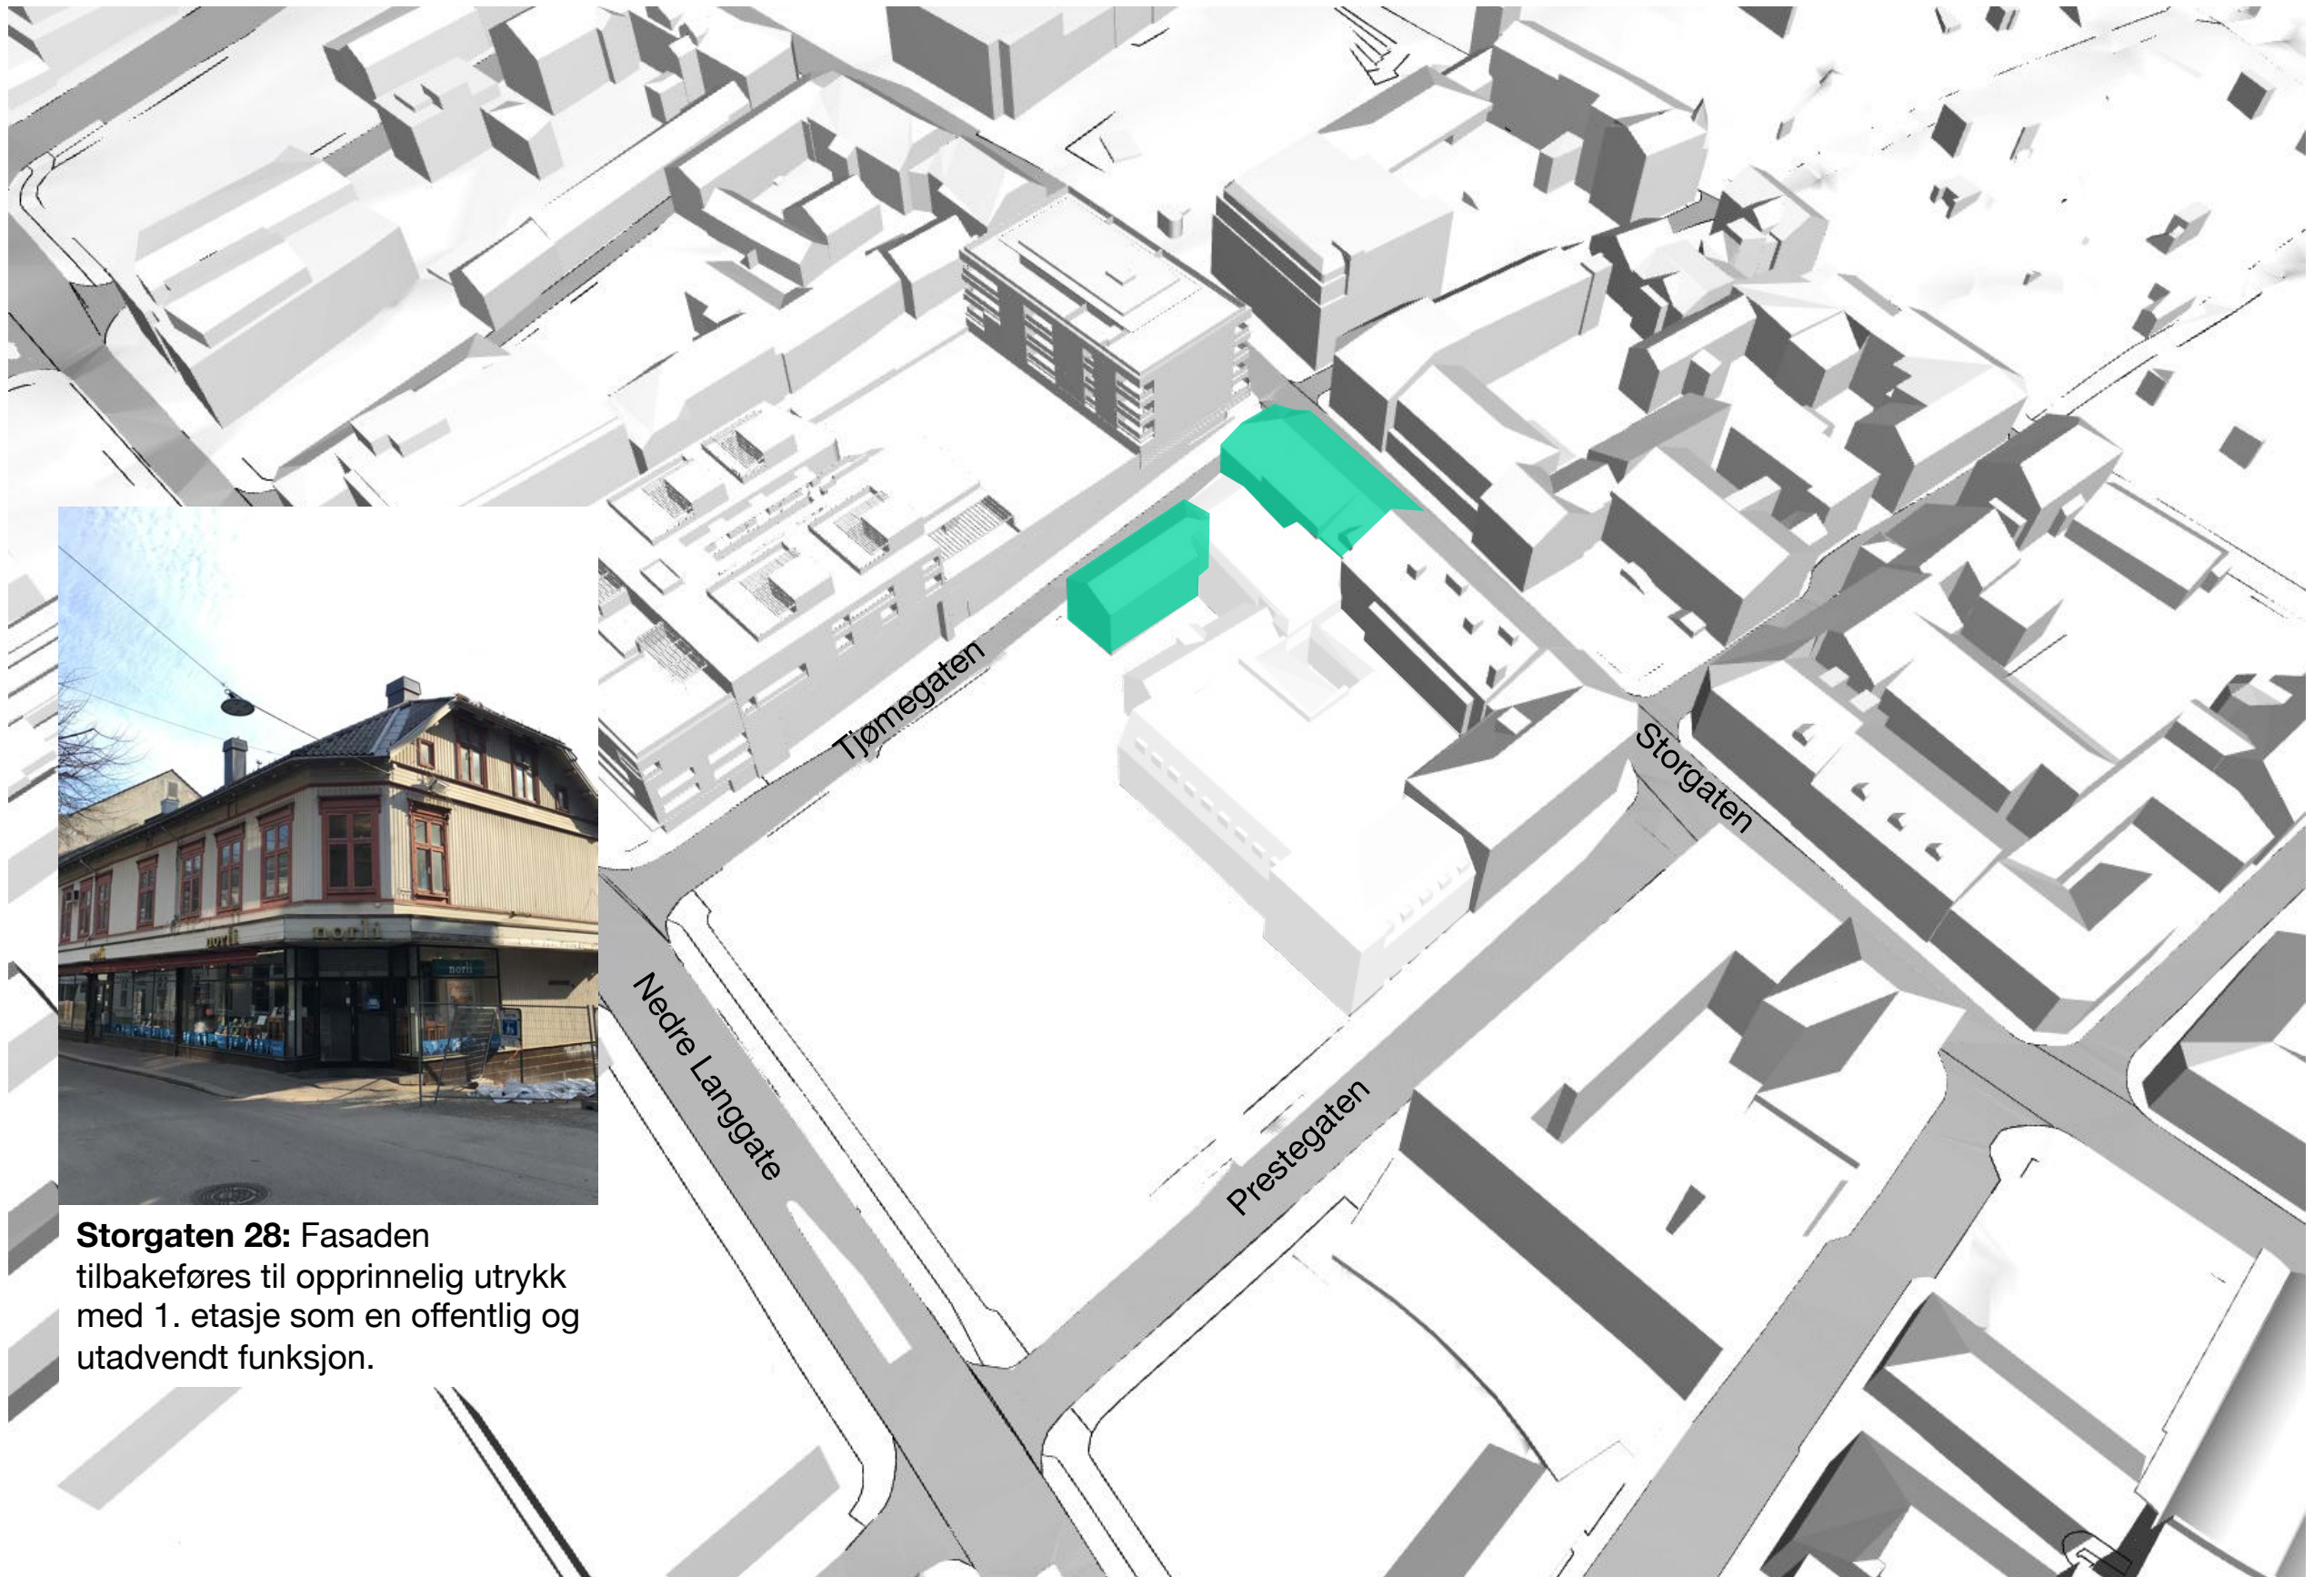 Tjømegaten
Storgaten
norli
norli
norli
Nedre Langgate
Prestegaten
Storgaten 28: Fasaden
tilbakeføres til opprinnelig utrykk
med 1. etasje som en offentlig og
utadvendt funksjon.